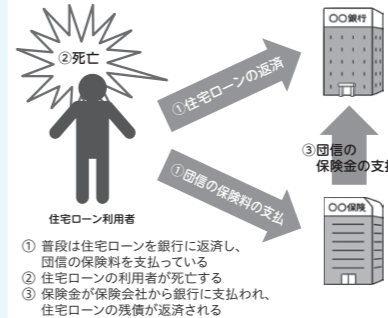 ②死亡
〇〇銀行
①住宅ローンの返済
①団信の保険料の支払
③団信の
保険金の支払
〇〇保険
住宅ローン利用者
① 普段は住宅ローンを銀行に返済し、
団信の保険料を支払っている
② 住宅ローンの利用者が死亡する
③ 保険金が保険会社から銀行に支払われ、
住宅ローンの残債が返済される